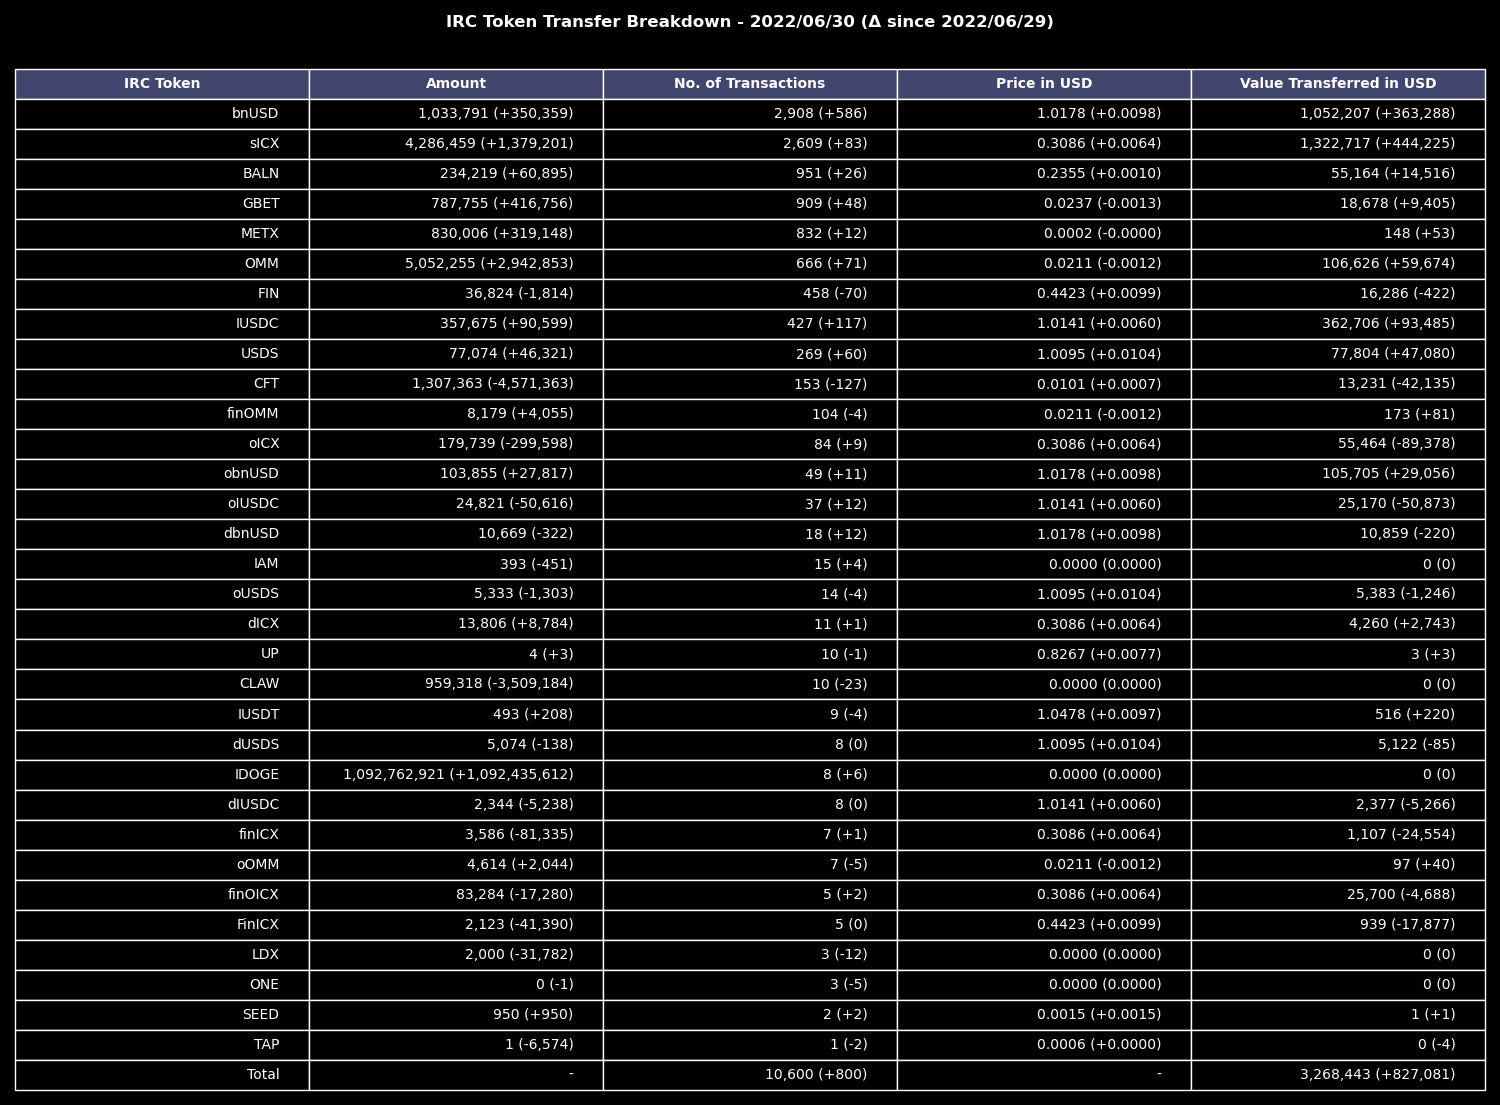 IRC Token Transfer Breakdown - 2022/06/30 (Δ since 2022/06/29)
IRC Token Amount No. of Transactions Price in USD Value Transferred in USD
bnUSD 1,033,791 (+350,359) 2,908 (+586) 1.0178 (+0.0098) 1,052,207 (+363,288)
sICX 4,286,459 (+1,379,201) 2,609 (+83) 0.3086 (+0.0064) 1,322,717 (+444,225)
BALN 234,219 (+60,895) 951 (+26) 0.2355 (+0.0010) 55,164 (+14,516)
GBET 787,755 (+416,756) 909 (+48) 0.0237 (-0.0013) 18,678 (+9,405)
METX 830,006 (+319,148) 832 (+12) 0.0002 (-0.0000) 148 (+53)
OMM 5,052,255 (+2,942,853) 666 (+71) 0.0211 (-0.0012) 106,626 (+59,674)
FIN 36,824 (-1,814) 458 (-70) 0.4423 (+0.0099) 16,286 (-422)
IUSDC 357,675 (+90,599) 427 (+117) 1.0141 (+0.0060) 362,706 (+93,485)
USDS 77,074 (+46,321) 269 (+60) 1.0095 (+0.0104) 77,804 (+47,080)
CFT 1,307,363 (-4,571,363) 153 (-127) 0.0101 (+0.0007) 13,231 (-42,135)
finOMM 8,179 (+4,055) 104 (-4) 0.0211 (-0.0012) 173 (+81)
oICX 179,739 (-299,598) 84 (+9) 0.3086 (+0.0064) 55,464 (-89,378)
obnUSD 103,855 (+27,817) 49 (+11) 1.0178 (+0.0098) 105,705 (+29,056)
oIUSDC 24,821 (-50,616) 37 (+12) 1.0141 (+0.0060) 25,170 (-50,873)
dbnUSD 10,669 (-322) 18 (+12) 1.0178 (+0.0098) 10,859 (-220)
IAM 393 (-451) 15 (+4) 0.0000 (0.0000) 0 (0)
oUSDS 5,333 (-1,303) 14 (-4) 1.0095 (+0.0104) 5,383 (-1,246)
dICX 13,806 (+8,784) 11 (+1) 0.3086 (+0.0064) 4,260 (+2,743)
UP 4 (+3) 10 (-1) 0.8267 (+0.0077) 3 (+3)
CLAW 959,318 (-3,509,184) 10 (-23) 0.0000 (0.0000) 0 (0)
IUSDT 493 (+208) 9 (-4) 1.0478 (+0.0097) 516 (+220)
dUSDS 5,074 (-138) 8 (0) 1.0095 (+0.0104) 5,122 (-85)
IDOGE 1,092,762,921 (+1,092,435,612) 8 (+6) 0.0000 (0.0000) 0 (0)
dIUSDC 2,344 (-5,238) 8 (0) 1.0141 (+0.0060) 2,377 (-5,266)
finICX 3,586 (-81,335) 7 (+1) 0.3086 (+0.0064) 1,107 (-24,554)
oOMM 4,614 (+2,044) 7 (-5) 0.0211 (-0.0012) 97 (+40)
finOICX 83,284 (-17,280) 5 (+2) 0.3086 (+0.0064) 25,700 (-4,688)
FinICX 2,123 (-41,390) 5 (0) 0.4423 (+0.0099) 939 (-17,877)
LDX 2,000 (-31,782) 3 (-12) 0.0000 (0.0000) 0 (0)
ONE 0 (-1) 3 (-5) 0.0000 (0.0000) 0 (0)
SEED 950 (+950) 2 (+2) 0.0015 (+0.0015) 1 (+1)
TAP 1 (-6,574) 1 (-2) 0.0006 (+0.0000) 0 (-4)
Total - 10,600 (+800) - 3,268,443 (+827,081)